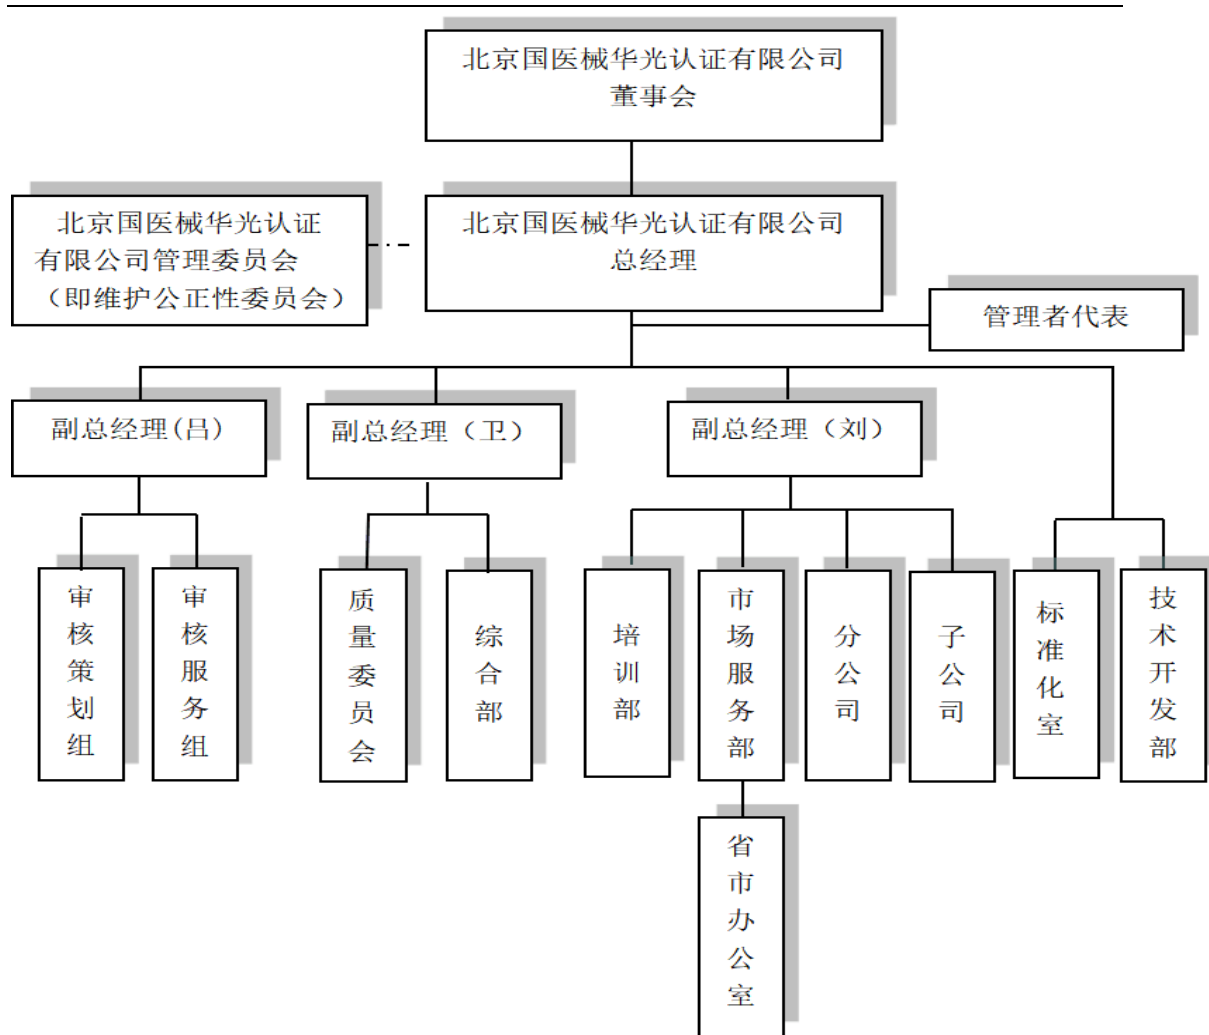 北京国医械华光认证有限公司
董事会
北京国医械华光认证
有限公司管理委员会
（即维护公正性委员会）
北京国医械华光认证有限公司
总经理
管理者代表
副总经理(吕)
副总经理（卫）
副总经理（刘）
审核策划组
审核服务组
质量委员会
综合部
培训部
市场服务部
分公司
子公司
标准化室
技术开发部
省市办公室